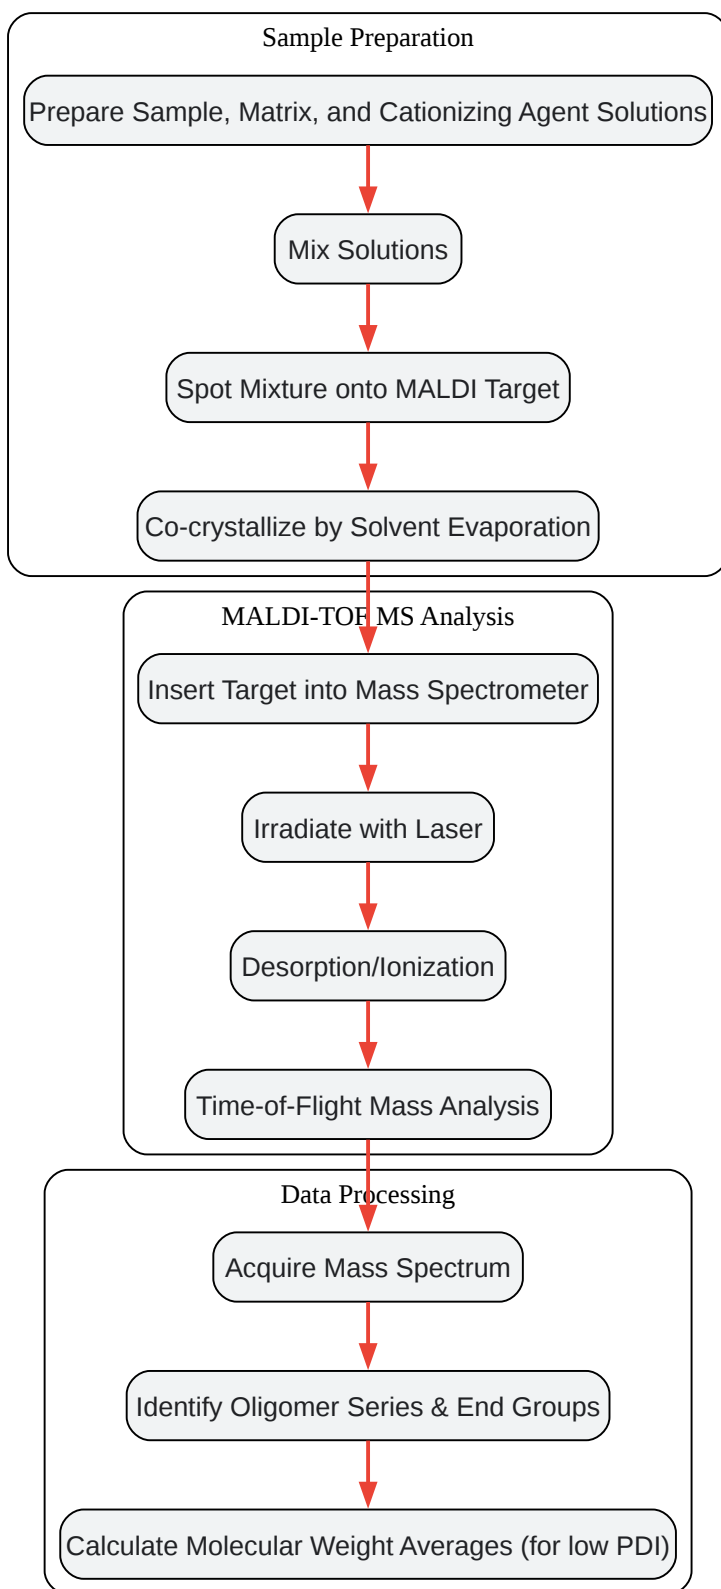 Sample Preparation
Prepare Sample, Matrix, and Cationizing Agent Solutions
Mix Solutions
Spot Mixture onto MALDI Target
Co-crystallize by Solvent Evaporation
MALDI-TOF MS Analysis
Insert Target into Mass Spectrometer
Irradiate with Laser
Desorption/Ionization
Time-of-Flight Mass Analysis
Data Processing
Acquire Mass Spectrum
Identify Oligomer Series & End Groups
Calculate Molecular Weight Averages (for low PDI)